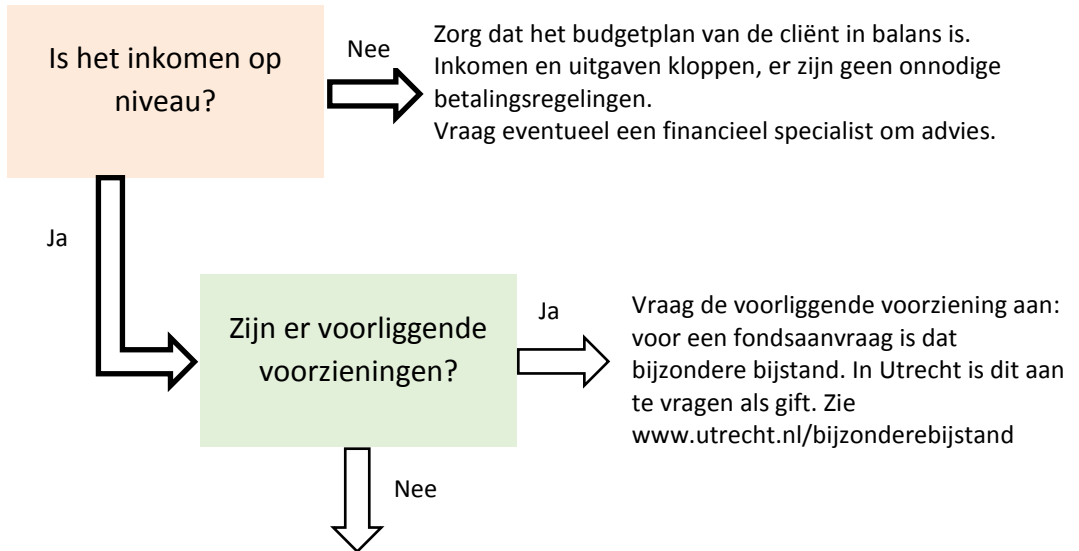 Is het inkomen op
niveau?
Nee
Zorg dat het budgetplan van de cliënt in balans is.
Inkomen en uitgaven kloppen, er zijn geen onnodige
betalingsregelingen.
Vraag eventueel een financieel specialist om advies.
Ja
Zijn er voorliggende
voorzieningen?
Ja
Vraag de voorliggende voorziening aan:
voor een fondsaanvraag is dat
bijzondere bijstand. In Utrecht is dit aan
te vragen als gift. Zie
www.utrecht.nl/bijzonderebijstand
Nee